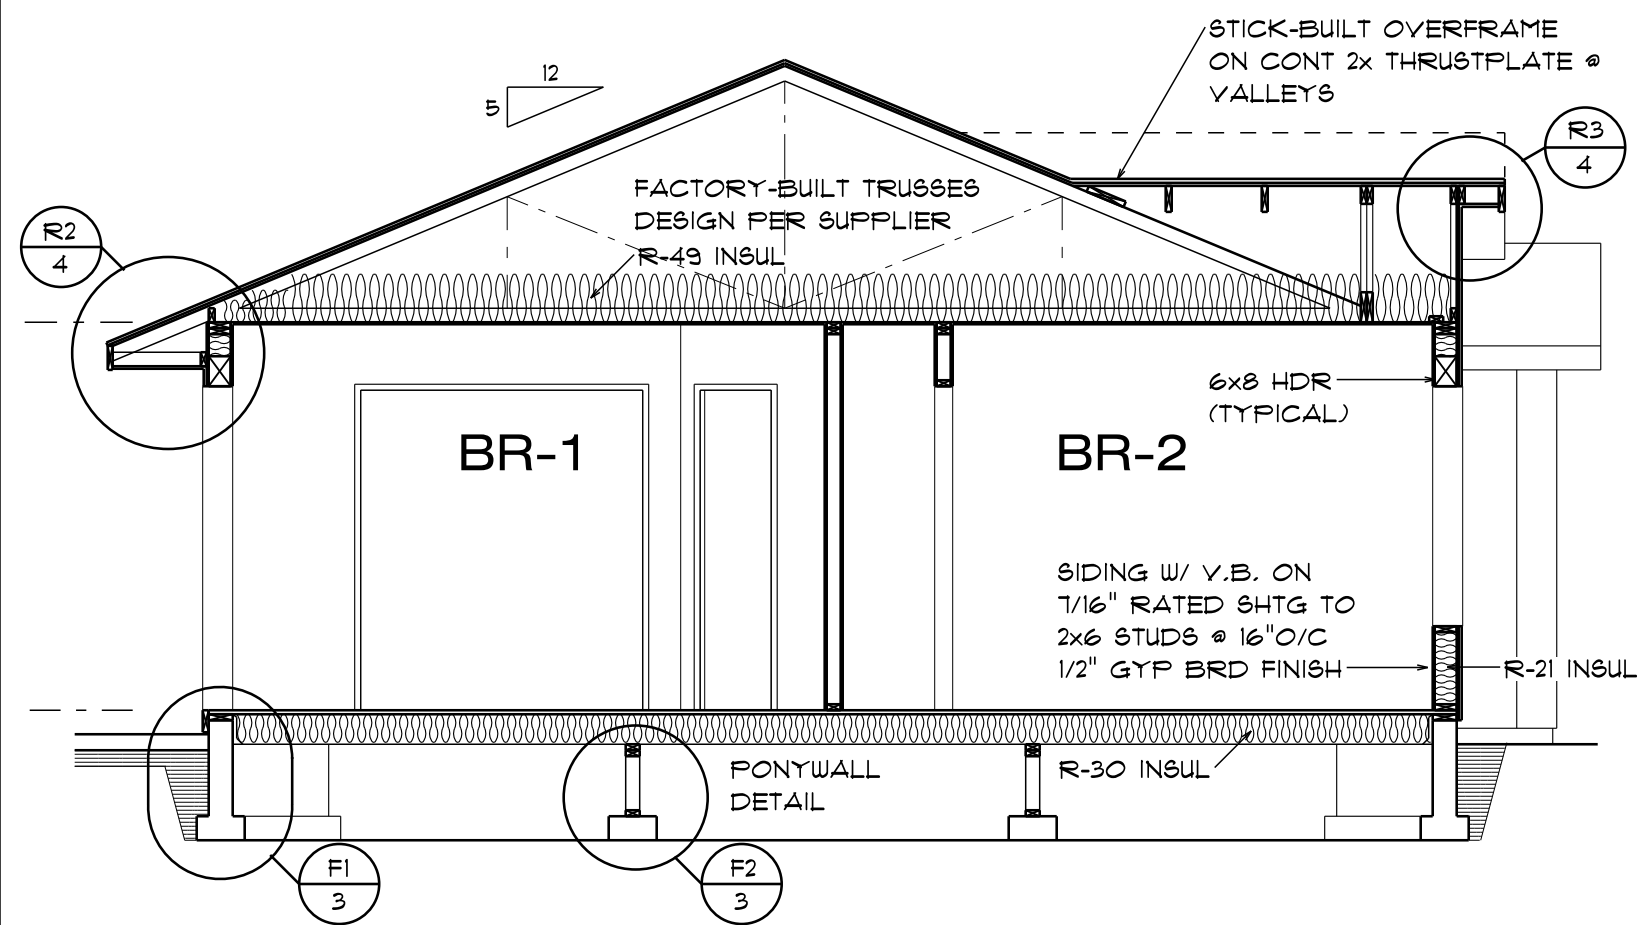 STICK-BUILT OVERFRAME
ON CONT 2x THRUSTPLATE @
VALLEYS
12
5
R3
4
FACTORY-BUILT TRUSSES
DESIGN PER SUPPLIER
R-49 INSUL
R2
4
6x8 HDR
(TYPICAL)
BR-1
BR-2
SIDING W/ V.B. ON
7/16" RATED SHTG TO
2x6 STUDS @ 16"O/C
1/2" GYP BRD FINISH
R-21 INSUL
PONYWALL
DETAIL
R-30 INSUL
F1
3
F2
3